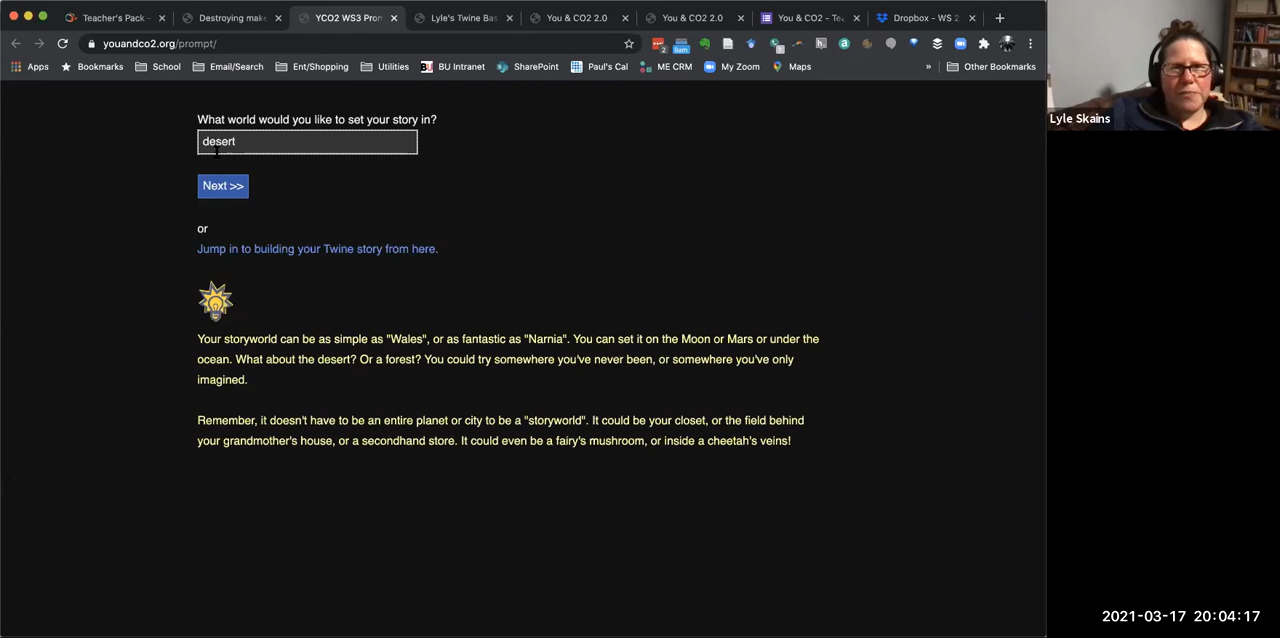 Teacher's Pack -
Destroying make
YCO2 WS3 Pron
Lyle's Twine Bas
You & CO2 2.0
You & CO2 2.0
You & CO2 - Tea
Dropbox - WS 2
youandco2.org/prompt/
2
9am
1
Apps
Bookmarks
School
Email/Search
Ent/Shopping
Utilities
BU
BU Intranet
SharePoint
Paul's Cal
ME CRM
My Zoom
Maps
»
Other Bookmarks
What world would you like to set your story in?
desert
Next >>
or
Jump in to building your Twine story from here.
Your storyworld can be as simple as "Wales", or as fantastic as "Narnia". You can set it on the Moon or Mars or under the
ocean. What about the desert? Or a forest? You could try somewhere you've never been, or somewhere you've only
imagined.
Remember, it doesn't have to be an entire planet or city to be a "storyworld". It could be your closet, or the field behind
your grandmother's house, or a secondhand store. It could even be a fairy's mushroom, or inside a cheetah's veins!
Lyle Skains
2021-03-17 20:04:17